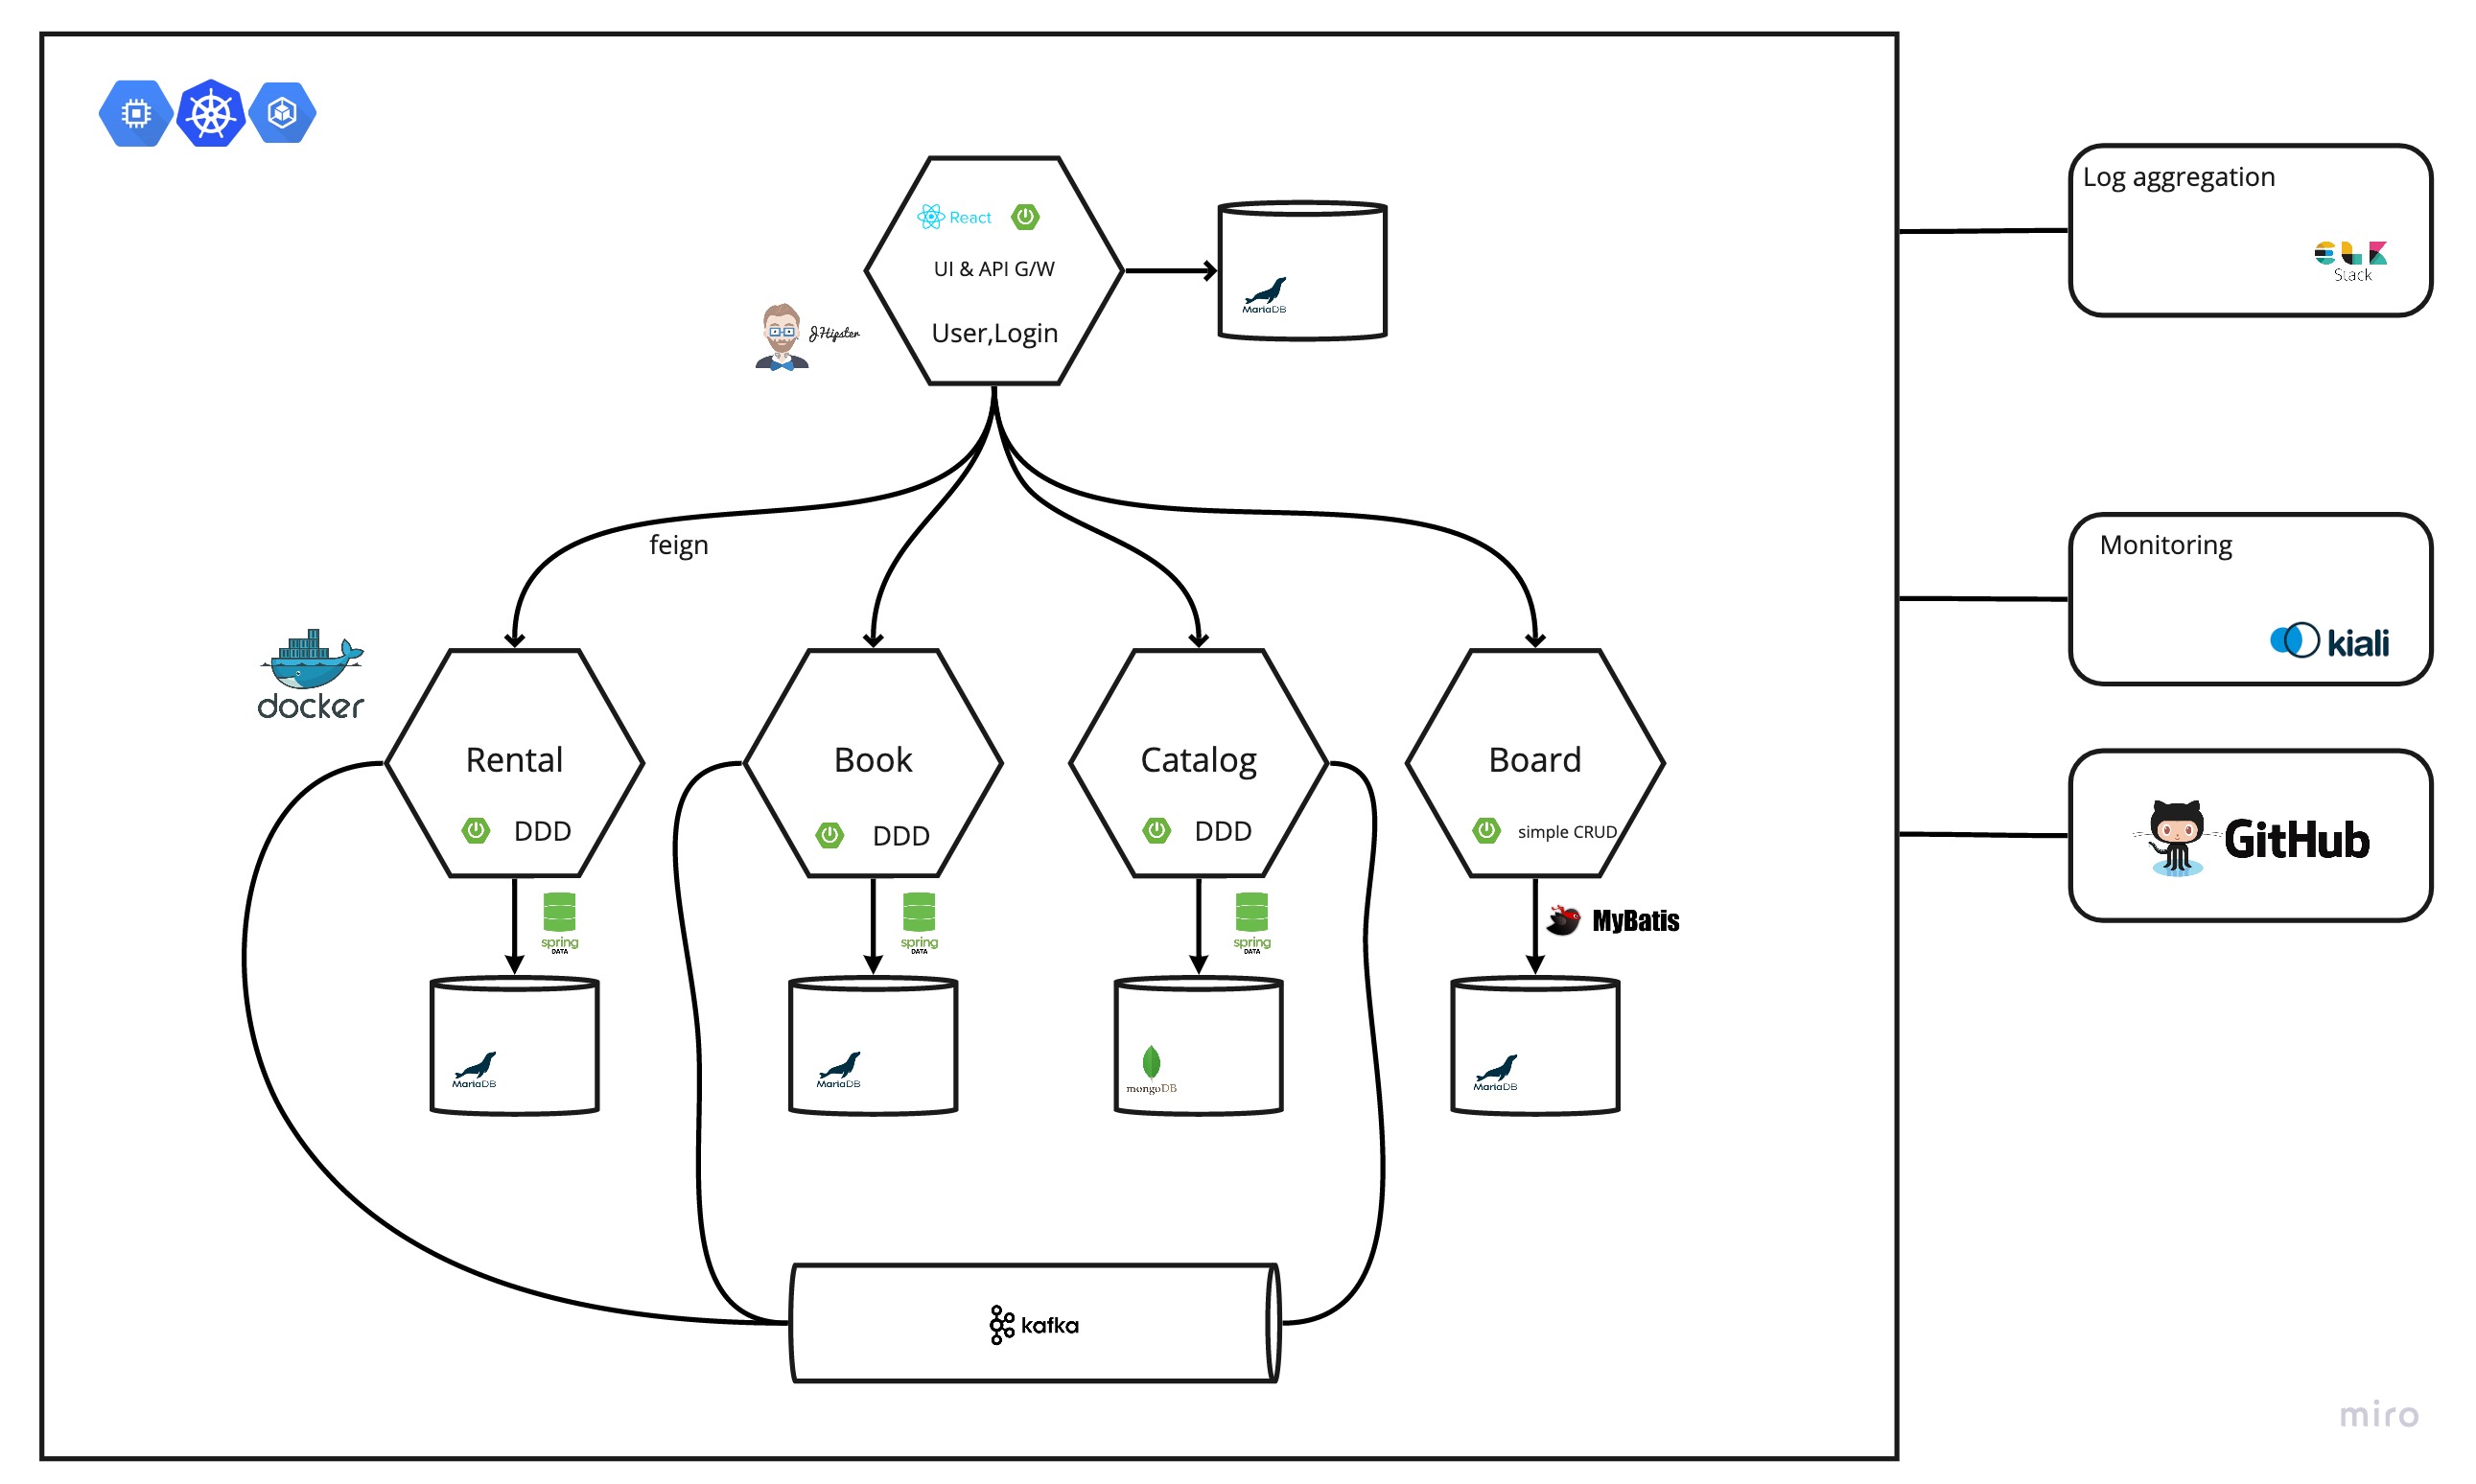 Log aggregation
React
UI & API G/W
Stack
MariaDB
JHipster
User,Login
feign
Monitoring
kiali
docker
Rental
Book
Catalog
Board
GitHub
DDD
DDD
DDD
simple CRUD
MyBatis
spring
DATA
spring
DATA
spring
DATA
MariaDB
MariaDB
mongoDB
MariaDB
kafka
miro